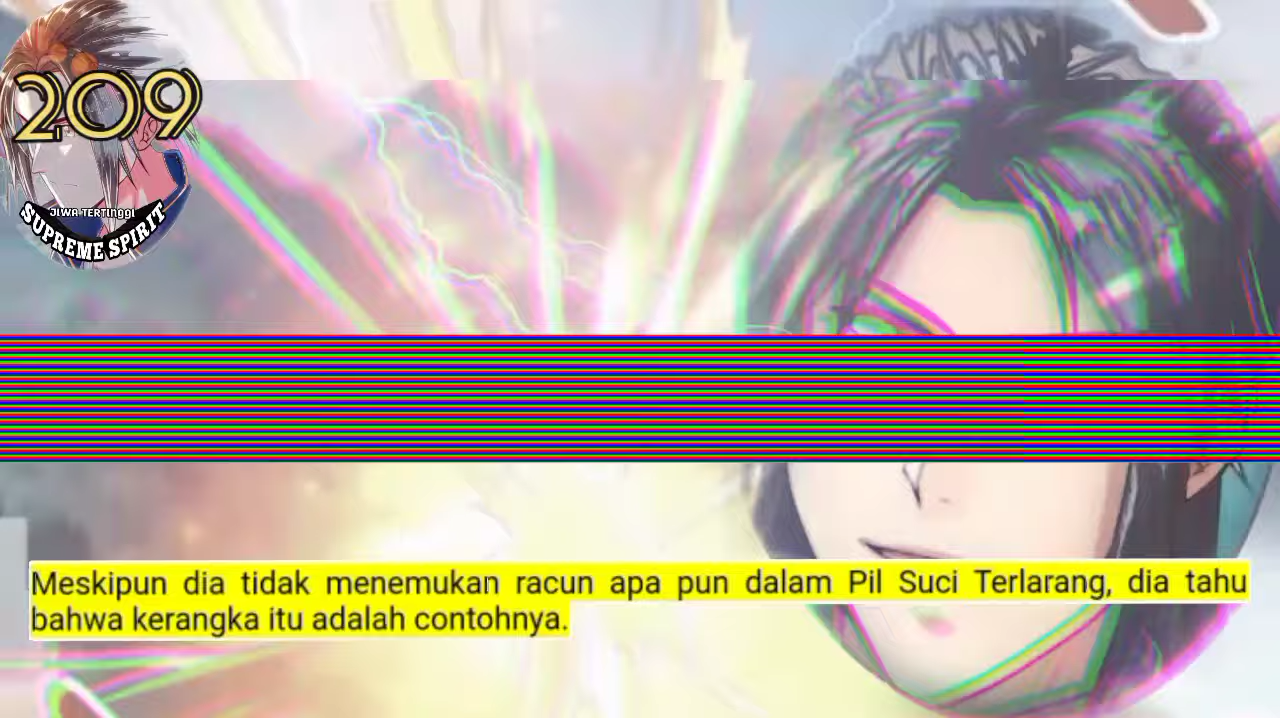 209
JIWA TERTINGGI
SUPREME SPIRIT
Meskipun dia tidak menemukan racun apa pun dalam Pil Suci Terlarang, dia tahu
bahwa kerangka itu adalah contohnya.